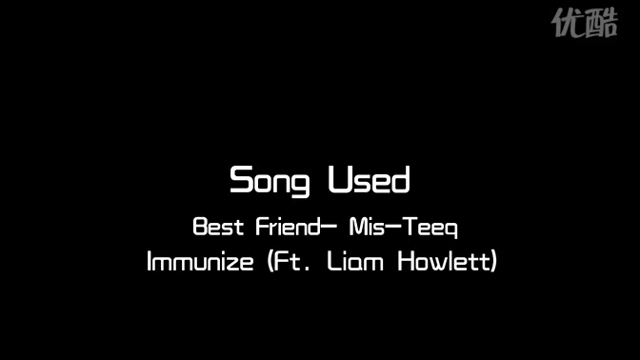 优酷
Song Used
Best Friend- Mis-Teeq
Immunize (Ft. Liam Howlett)